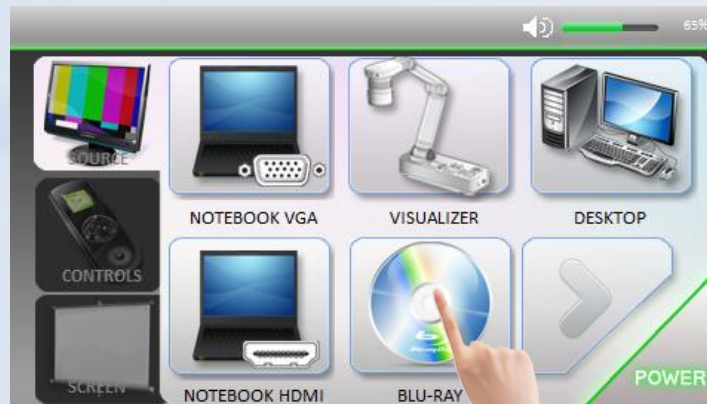 65%
SOURCE
NOTEBOOK VGA
VISUALIZER
DESKTOP
CONTROLS
NOTEBOOK HDMI
BLU-RAY
SCREEN
POWER